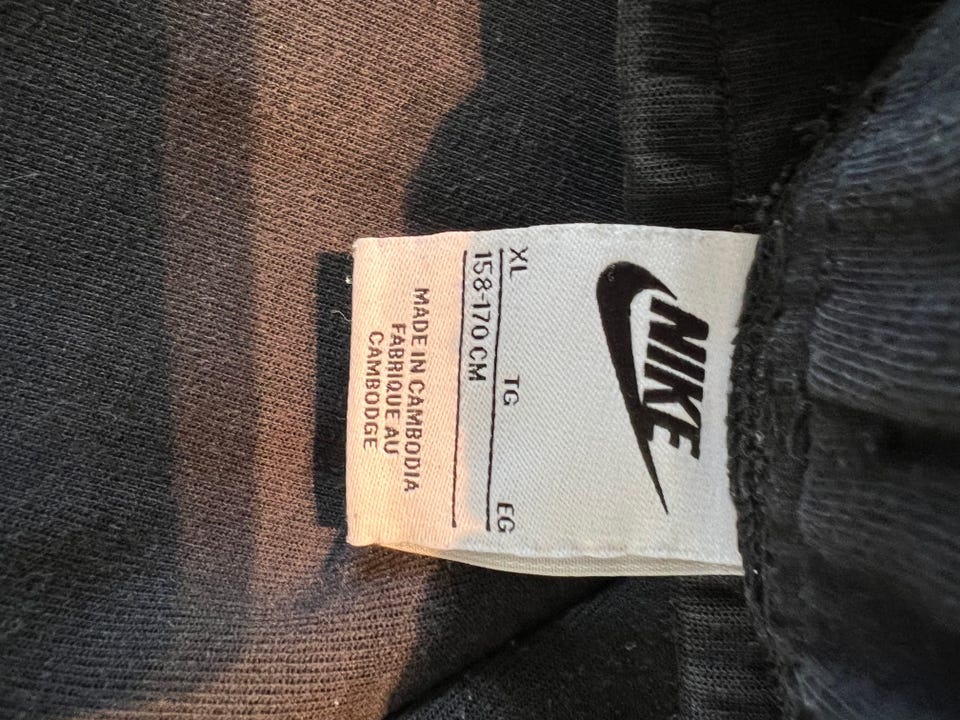 NIKE
XL TG EG
158-170 CM
MADE IN CAMBODIA
FABRIQUE AU
CAMBODGE